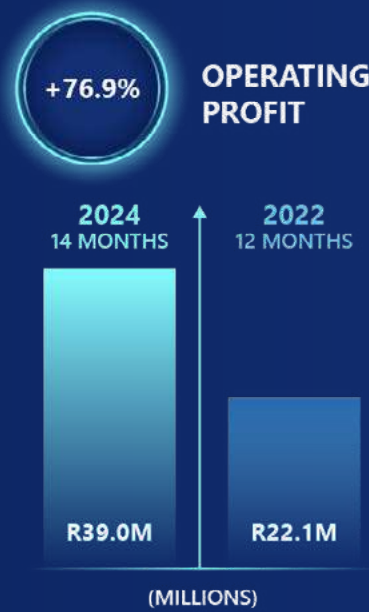 +76.9%
OPERATING
PROFIT
2024
14 MONTHS
2022
12 MONTHS
R39.0M
R22.1M
(MILLIONS)